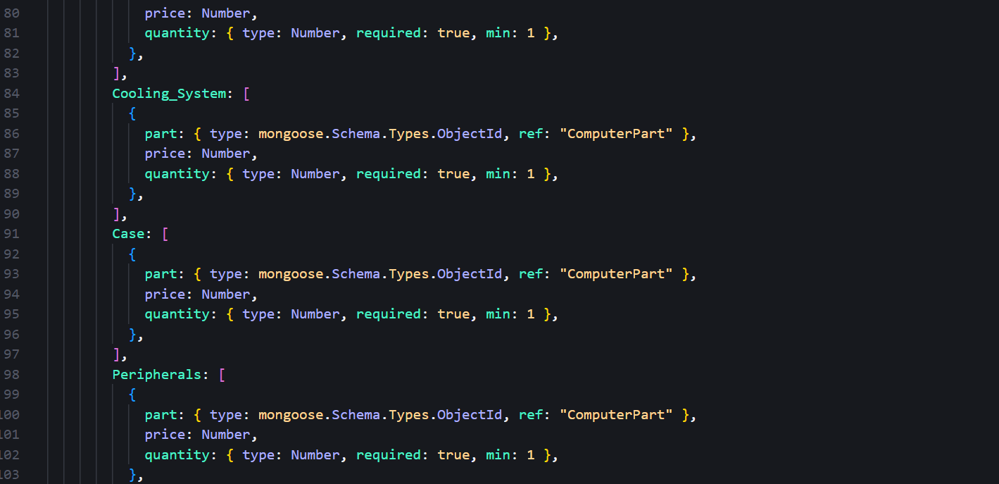 80 price: Number,
81 quantity: { type: Number, required: true, min: 1 },
82 },
83 ],
84 Cooling_System: [
85 {
86 part: { type: mongoose.Schema.Types.ObjectId, ref: "ComputerPart" },
87 price: Number,
88 quantity: { type: Number, required: true, min: 1 },
89 },
90 ],
91 Case: [
92 {
93 part: { type: mongoose.Schema.Types.ObjectId, ref: "ComputerPart" },
94 price: Number,
95 quantity: { type: Number, required: true, min: 1 },
96 },
97 ],
98 Peripherals: [
99 {
100 part: { type: mongoose.Schema.Types.ObjectId, ref: "ComputerPart" },
101 price: Number,
102 quantity: { type: Number, required: true, min: 1 },
103 },